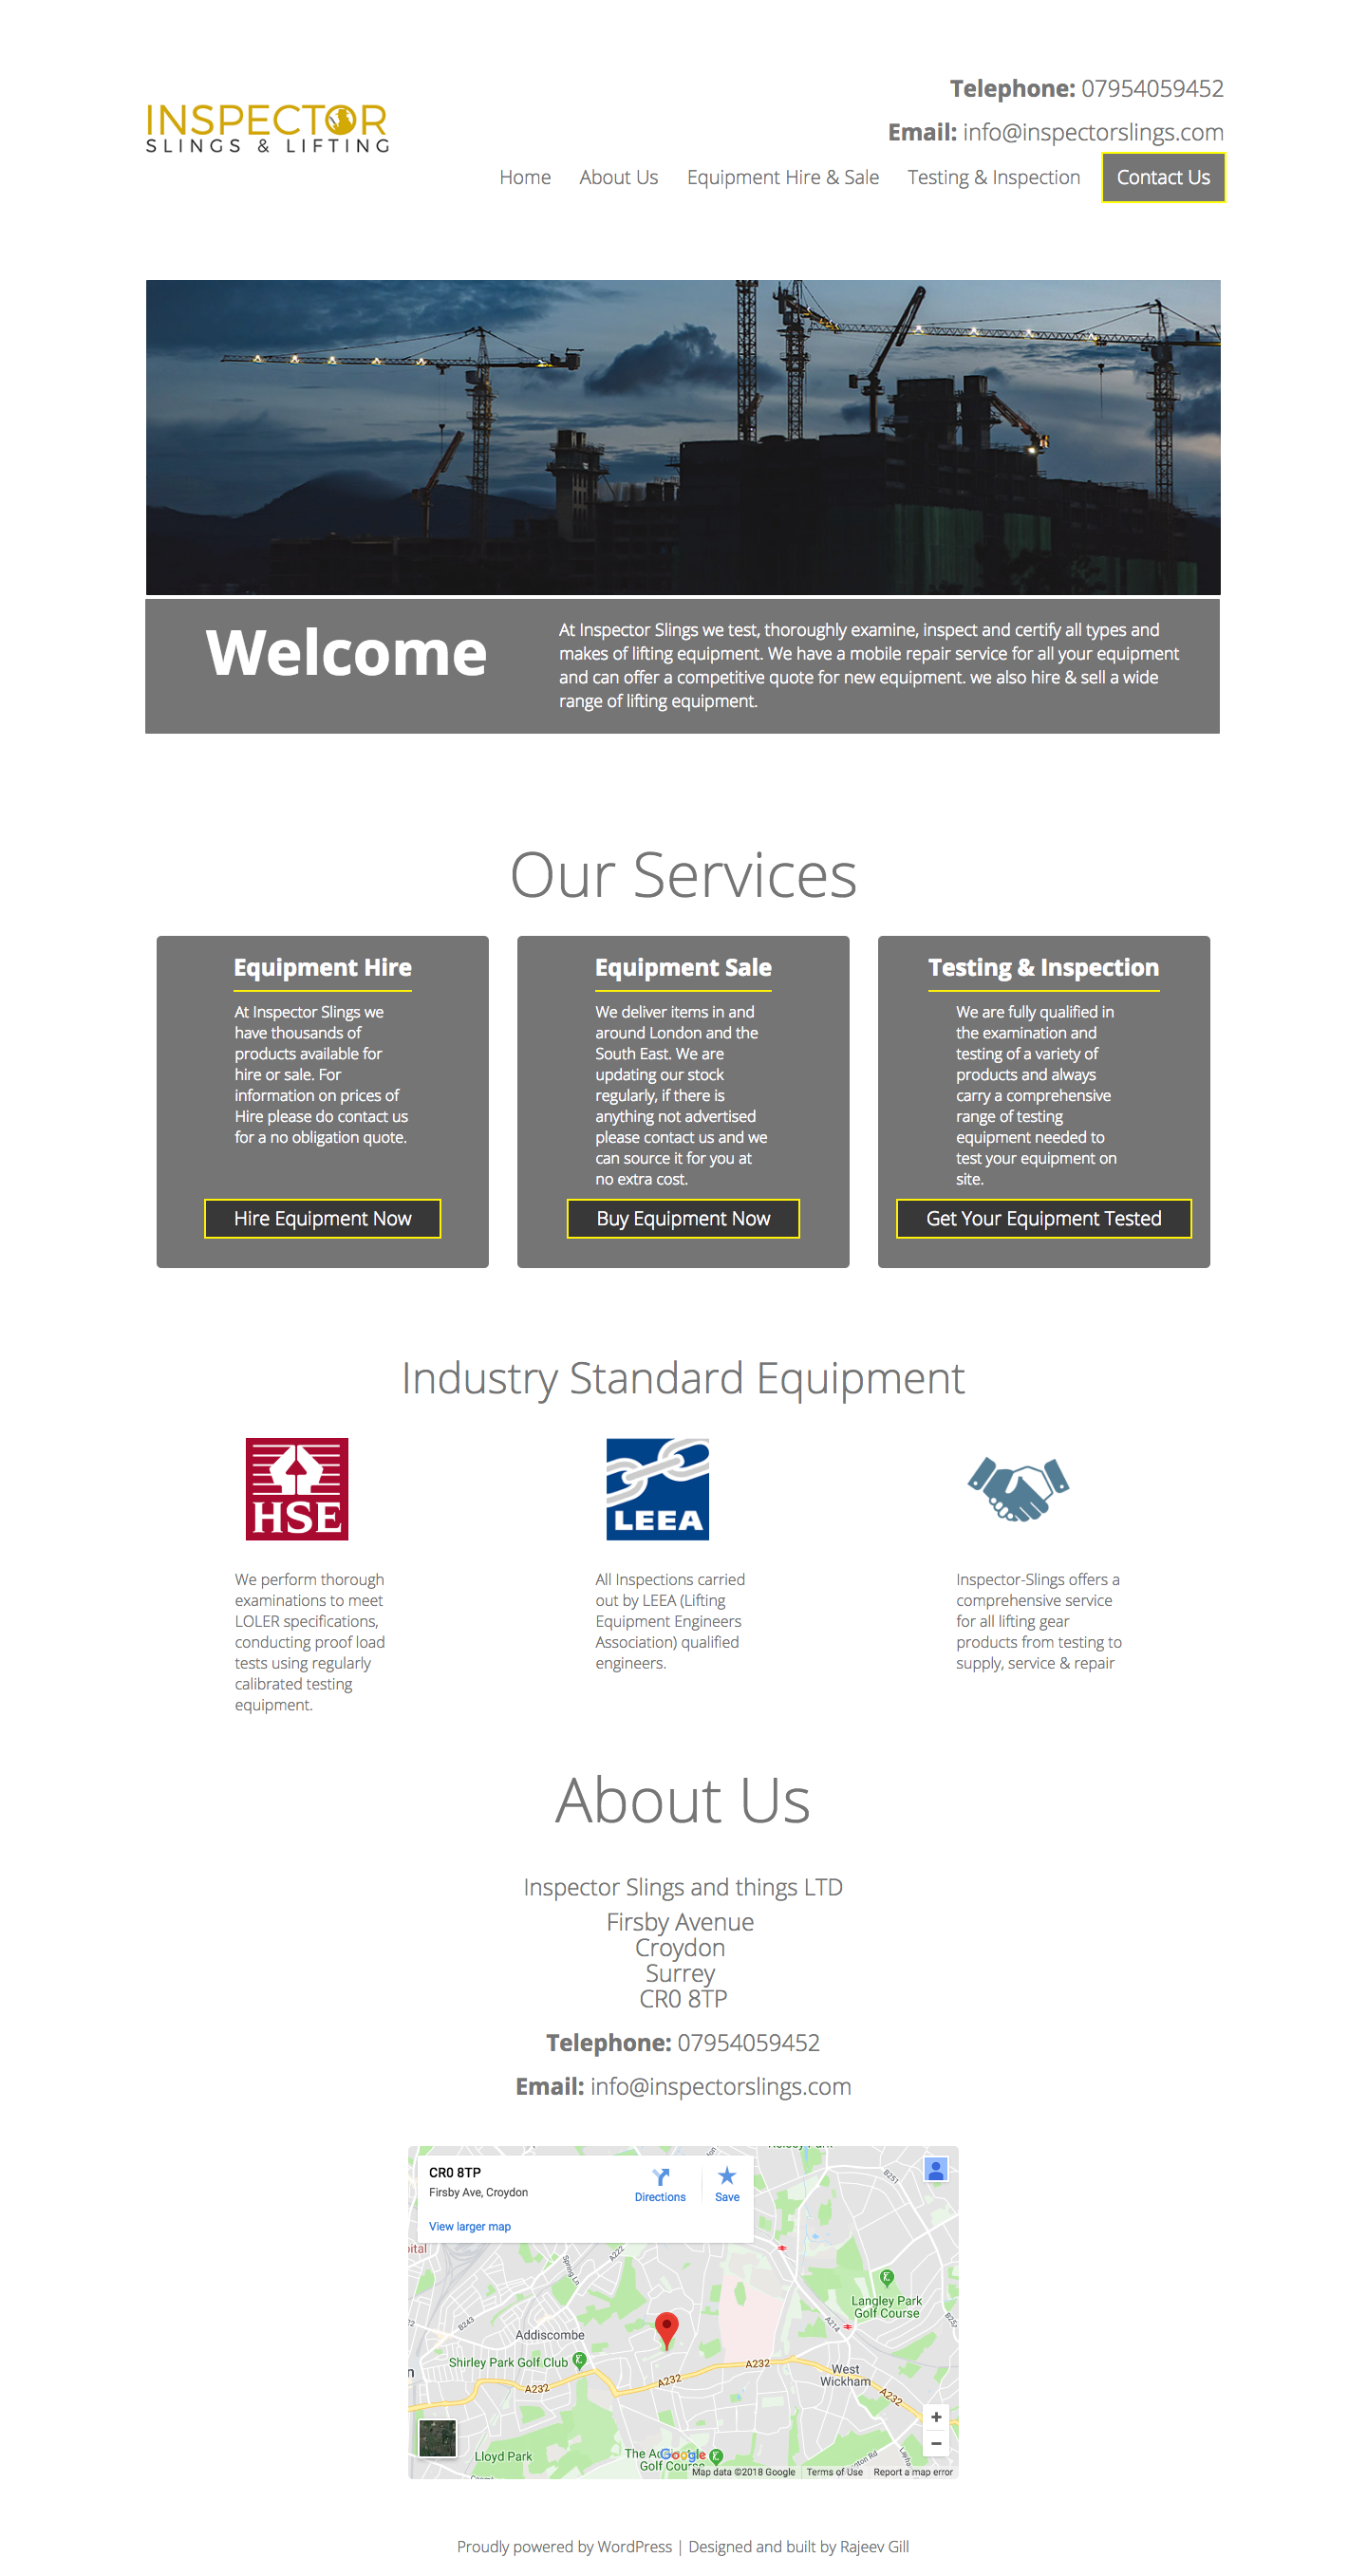 Telephone: 07954059452
INSPECTOR
SLINGS & LIFTING
Email: info@inspectorslings.com
Home About Us Equipment Hire & Sale Testing & Inspection Contact Us
Welcome
At Inspector Slings we test, thoroughly examine, inspect and certify all types and
makes of lifting equipment. We have a mobile repair service for all your equipment
and can offer a competitive quote for new equipment. we also hire & sell a wide
range of lifting equipment.
Our Services
Equipment Hire
At Inspector Slings we
have thousands of
products available for
hire or sale. For
information on prices of
Hire please do contact us
for a no obligation quote.
Hire Equipment Now
Equipment Sale
We deliver items in and
around London and the
South East. We are
updating our stock
regularly, if there is
anything not advertised
please contact us and we
can source it for you at
no extra cost.
Buy Equipment Now
Testing & Inspection
We are fully qualified in
the examination and
testing of a variety of
products and always
carry a comprehensive
range of testing
equipment needed to
test your equipment on
site.
Get Your Equipment Tested
Industry Standard Equipment
HSE
We perform thorough
examinations to meet
LOLER specifications,
conducting proof load
tests using regularly
calibrated testing
equipment.
LEEA
All Inspections carried
out by LEEA (Lifting
Equipment Engineers
Association) qualified
engineers.
Inspector-Slings offers a
comprehensive service
for all lifting gear
products from testing to
supply, service & repair
About Us
Inspector Slings and things LTD
Firsby Avenue
Croydon
Surrey
CR0 8TP
Telephone: 07954059452
Email: info@inspectorslings.com
CR0 8TP
Firsby Ave, Croydon
Directions
Save
View larger map
B251
A222
Spring Ln
Langley Park
Golf Course
B243
A214
Addiscombe
Shirley Park Golf Club
A232
A232
A232
West
Wickham
A232
Lloyd Park
Google
Golf Course
Map data ©2018 Google Terms of Use Report a map error
Proudly powered by WordPress | Designed and built by Rajeev Gill